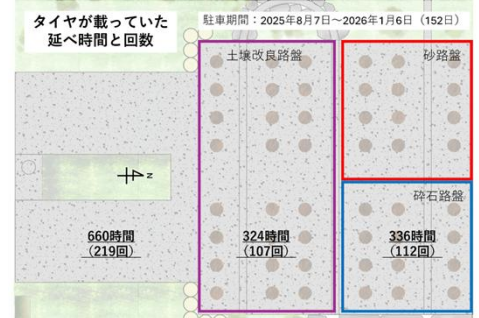 タイヤが載っていた
延べ時間と回数
駐車期間：2025年8月7日～2026年1月6日（152日）
土壌改良路盤
砂路盤
N
砕石路盤
660時間
（219回）
324時間
（107回）
336時間
（112回）